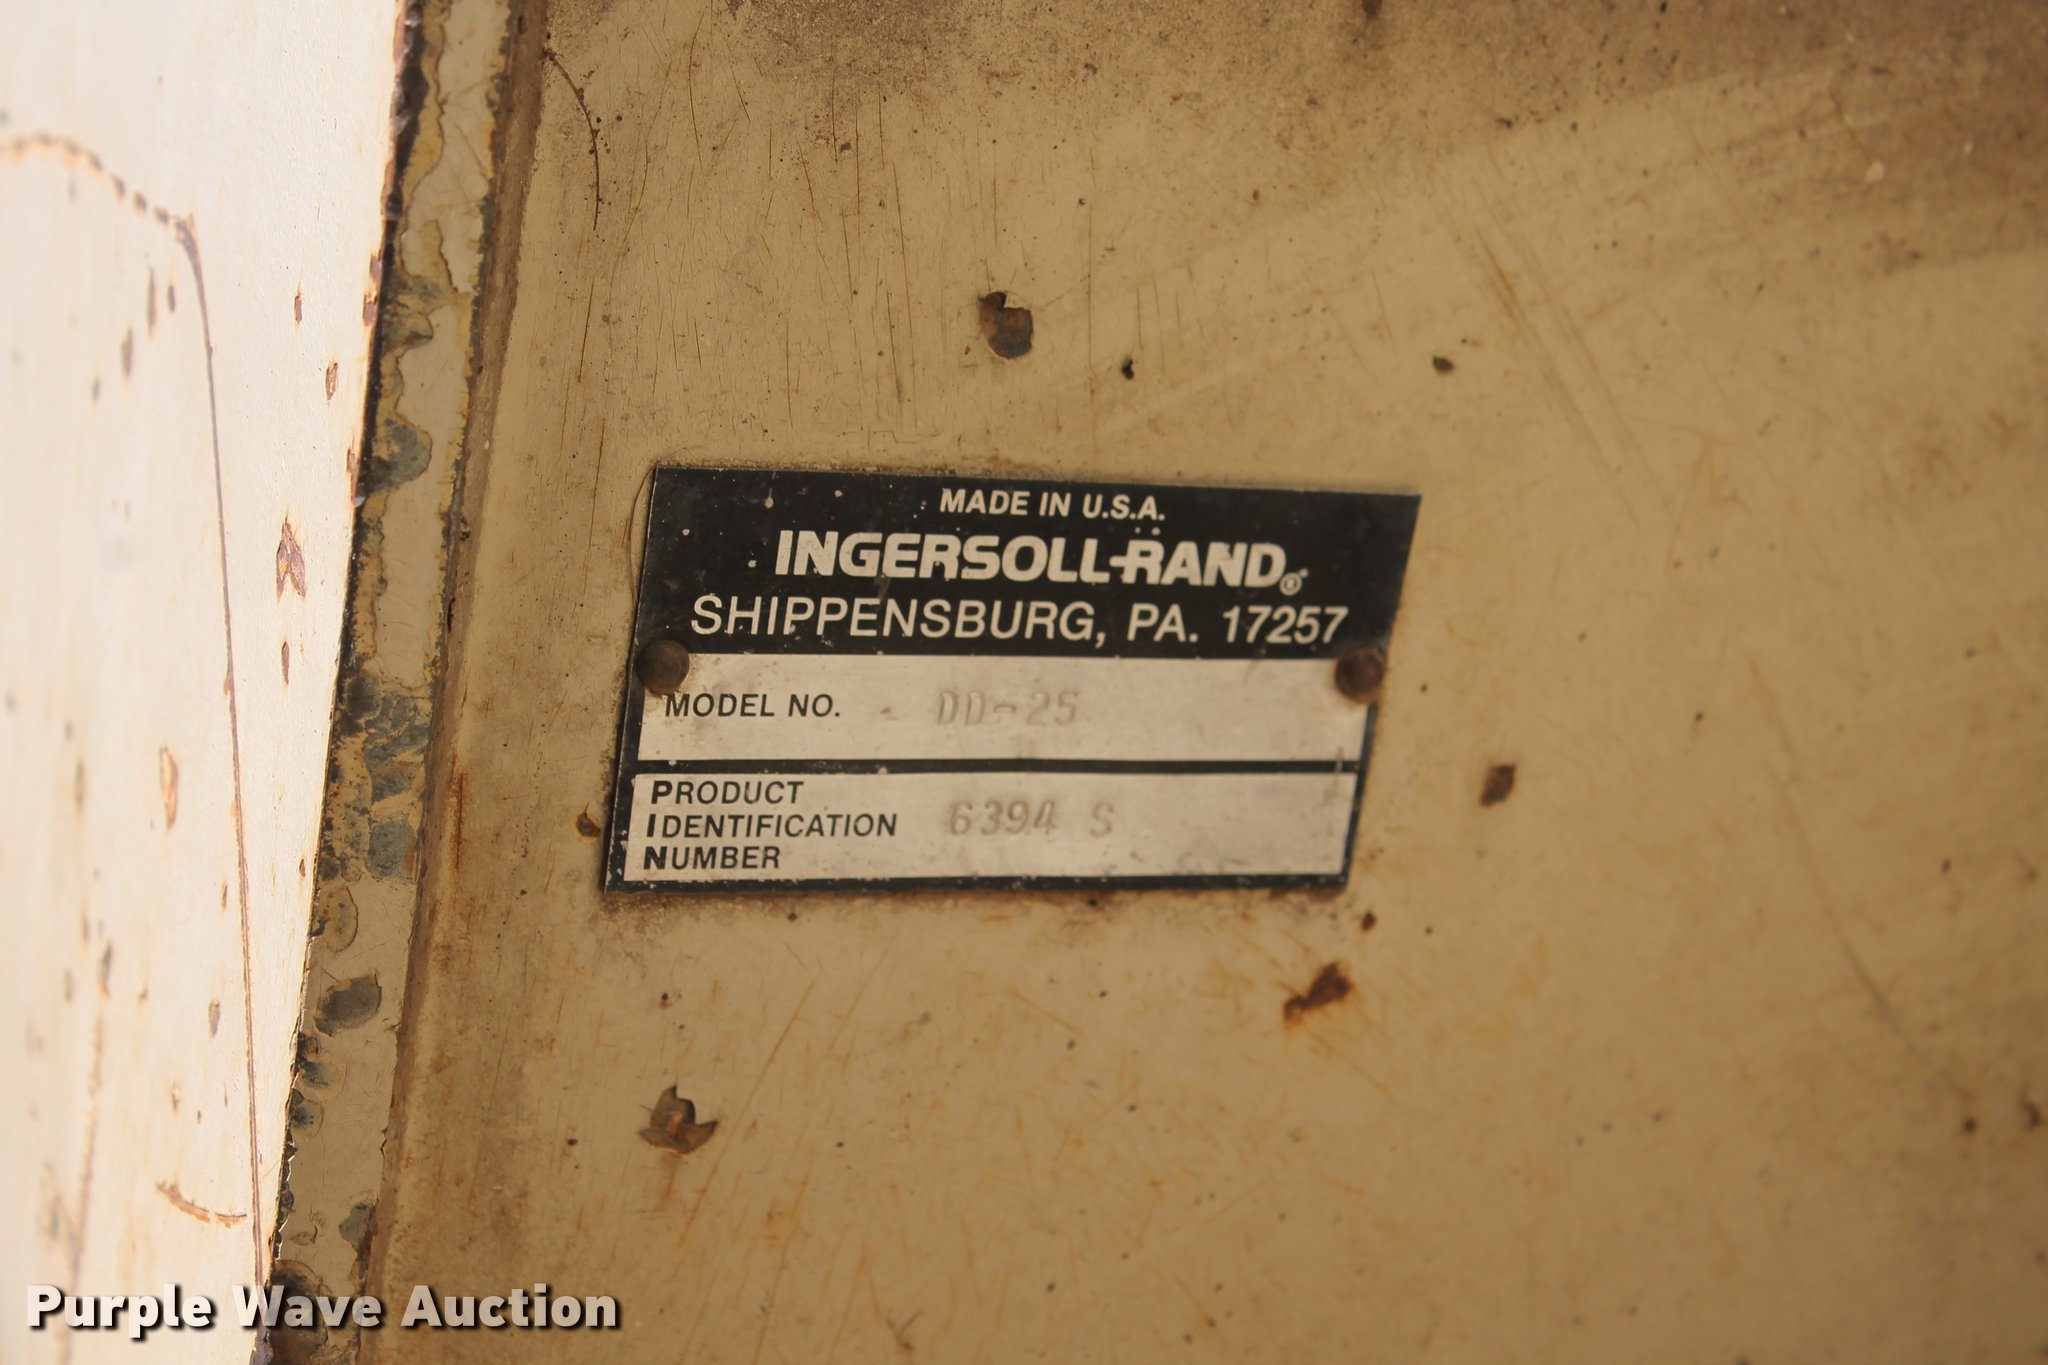 MADE IN U.S.A.
INGERSOLL-RAND®
SHIPPENSBURG, PA. 17257
MODEL NO. DD-25
PRODUCT
IDENTIFICATION 6394 S
NUMBER
Purple Wave Auction